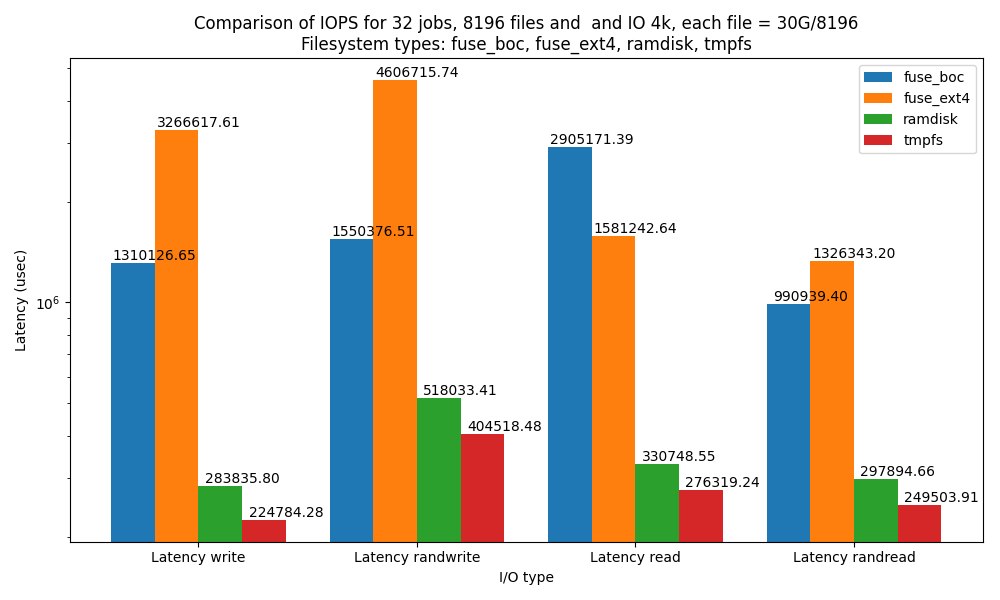 Comparison of IOPS for 32 jobs, 8196 files and  and IO 4k, each file = 30G/8196
Filesystem types: fuse_boc, fuse_ext4, ramdisk, tmpfs
fuse_boc
fuse_ext4
ramdisk
tmpfs
Latency (usec)
10^6
1310126.65
3266617.61
283835.80
224784.28
1550376.51
4606715.74
518033.41
404518.48
2905171.39
1581242.64
330748.55
276319.24
990939.40
1326343.20
297894.66
249503.91
Latency write
Latency randwrite
Latency read
Latency randread
I/O type